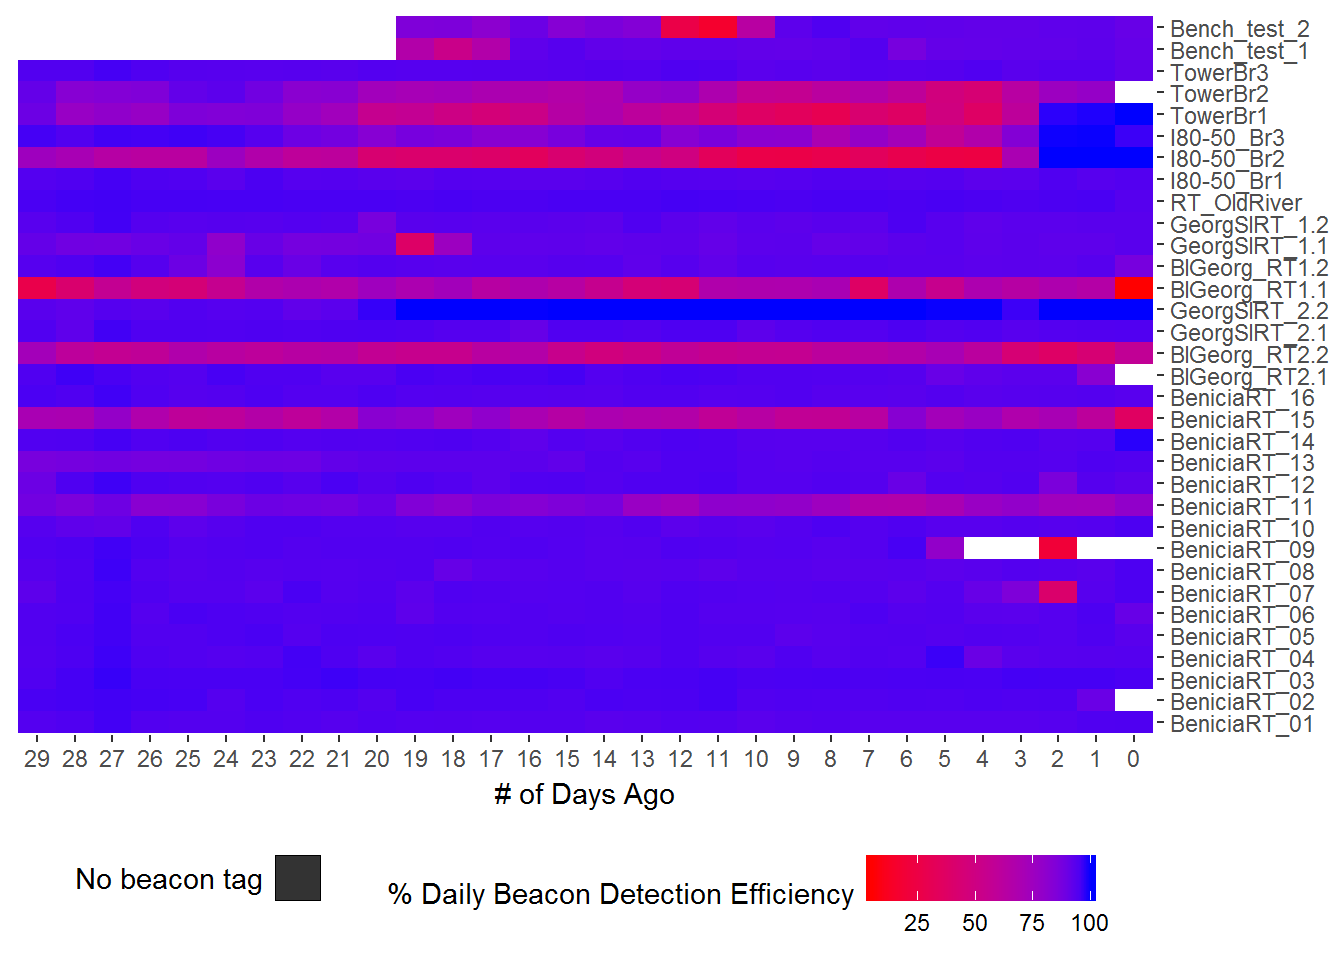 Bench_test_2
Bench_test_1
TowerBr3
TowerBr2
TowerBr1
I80-50_Br3
I80-50_Br2
I80-50_Br1
RT_OldRiver
GeorgSlRT_1.2
GeorgSlRT_1.1
BlGeorg_RT1.2
BlGeorg_RT1.1
GeorgSlRT_2.2
GeorgSlRT_2.1
BlGeorg_RT2.2
BlGeorg_RT2.1
BeniciaRT_16
BeniciaRT_15
BeniciaRT_14
BeniciaRT_13
BeniciaRT_12
BeniciaRT_11
BeniciaRT_10
BeniciaRT_09
BeniciaRT_08
BeniciaRT_07
BeniciaRT_06
BeniciaRT_05
BeniciaRT_04
BeniciaRT_03
BeniciaRT_02
BeniciaRT_01
29 28 27 26 25 24 23 22 21 20 19 18 17 16 15 14 13 12 11 10 9 8 7 6 5 4 3 2 1 0
# of Days Ago
No beacon tag
% Daily Beacon Detection Efficiency
25 50 75 100